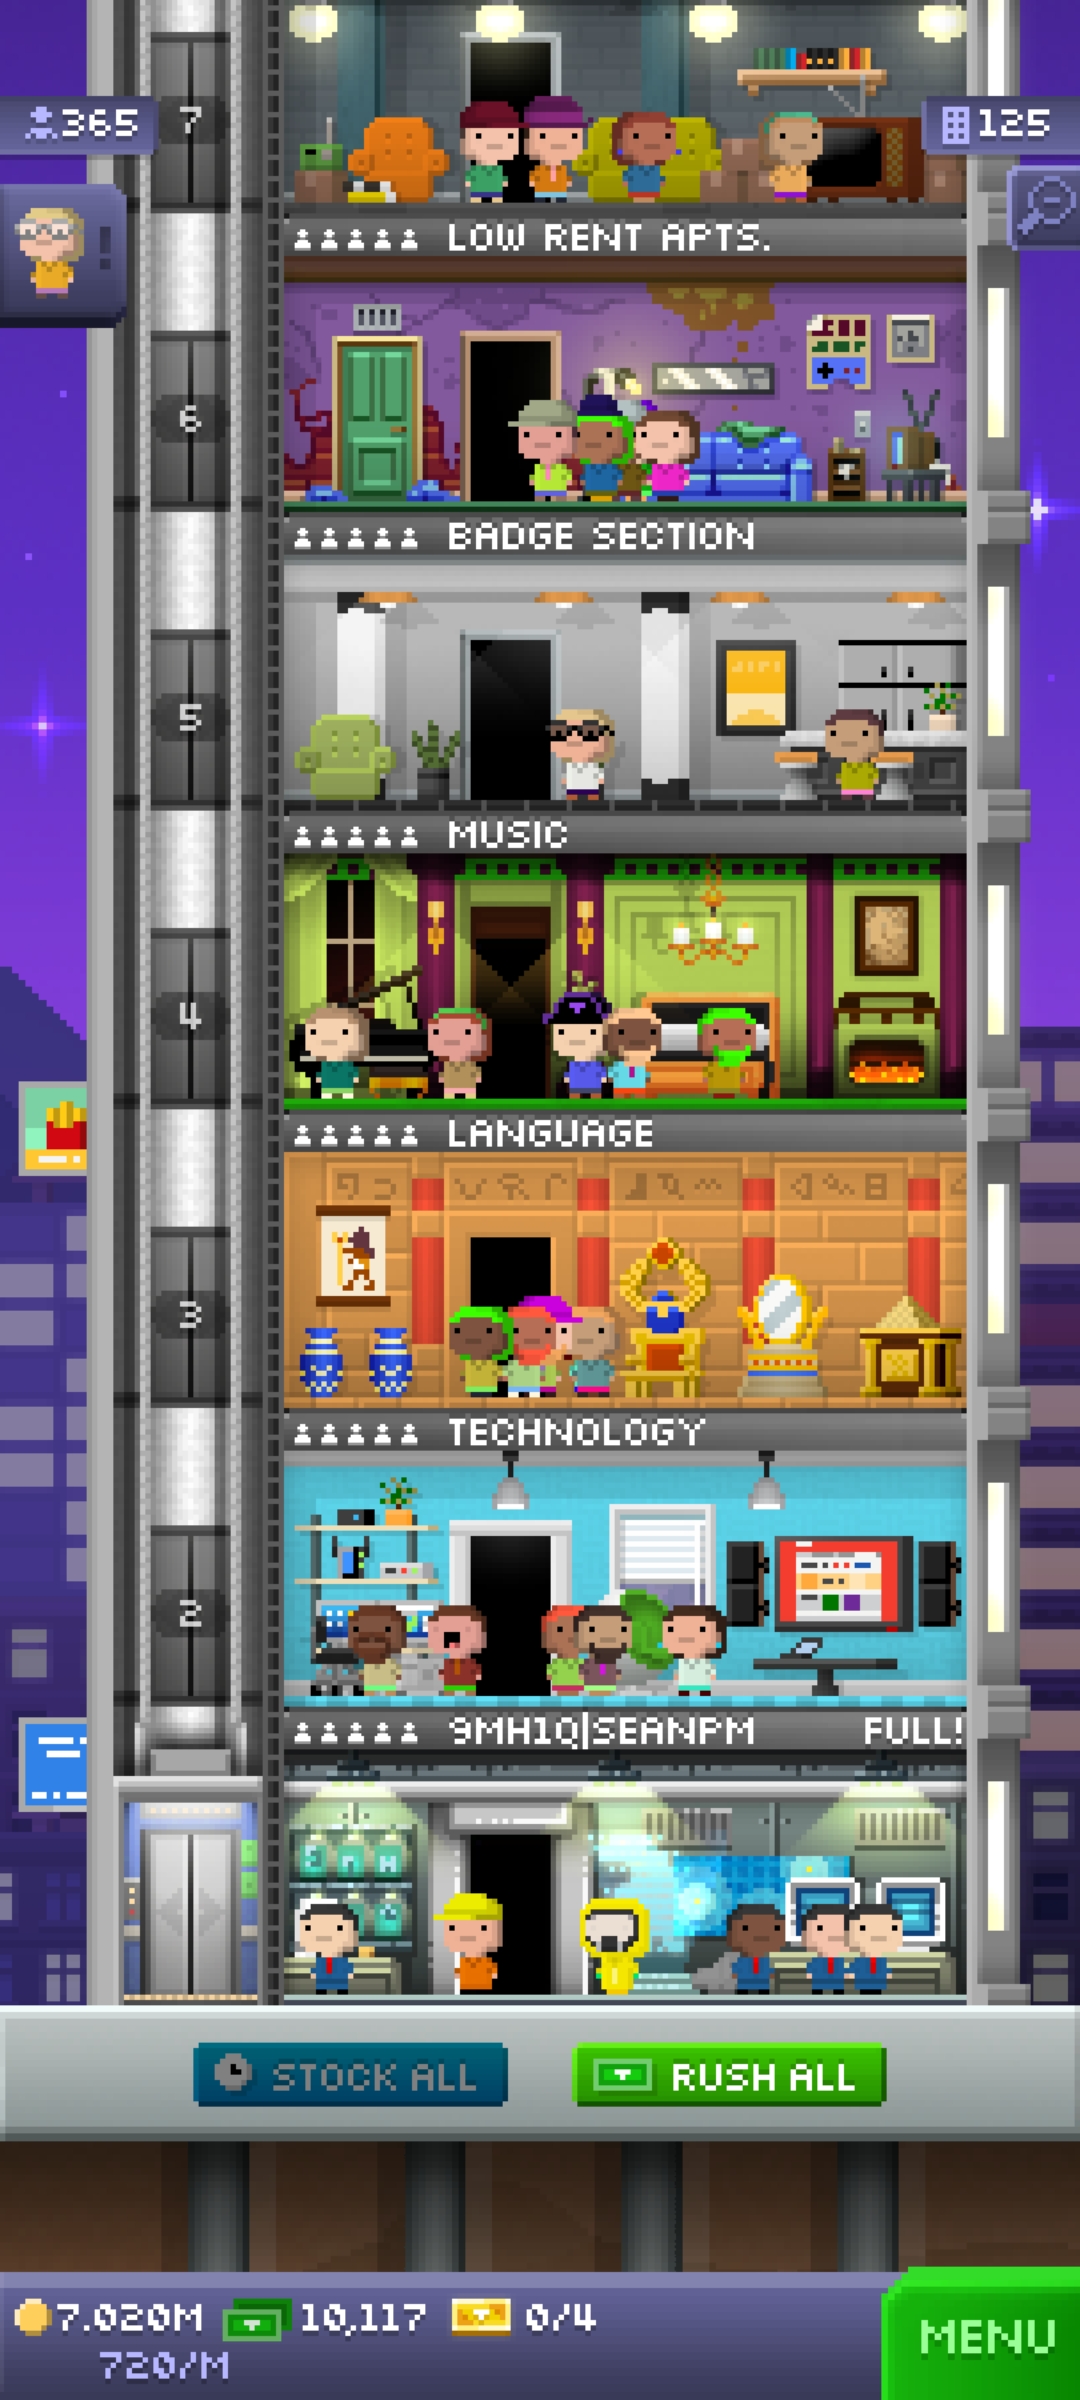 365
7
125
LOW RENT APTS.
6
BADGE SECTION
5
MUSIC
4
LANGUAGE
3
TECHNOLOGY
2
9MH1Q|SEANPM FULL!
STOCK ALL
RUSH ALL
7.020M 10,117 0/4
720/M
MENU